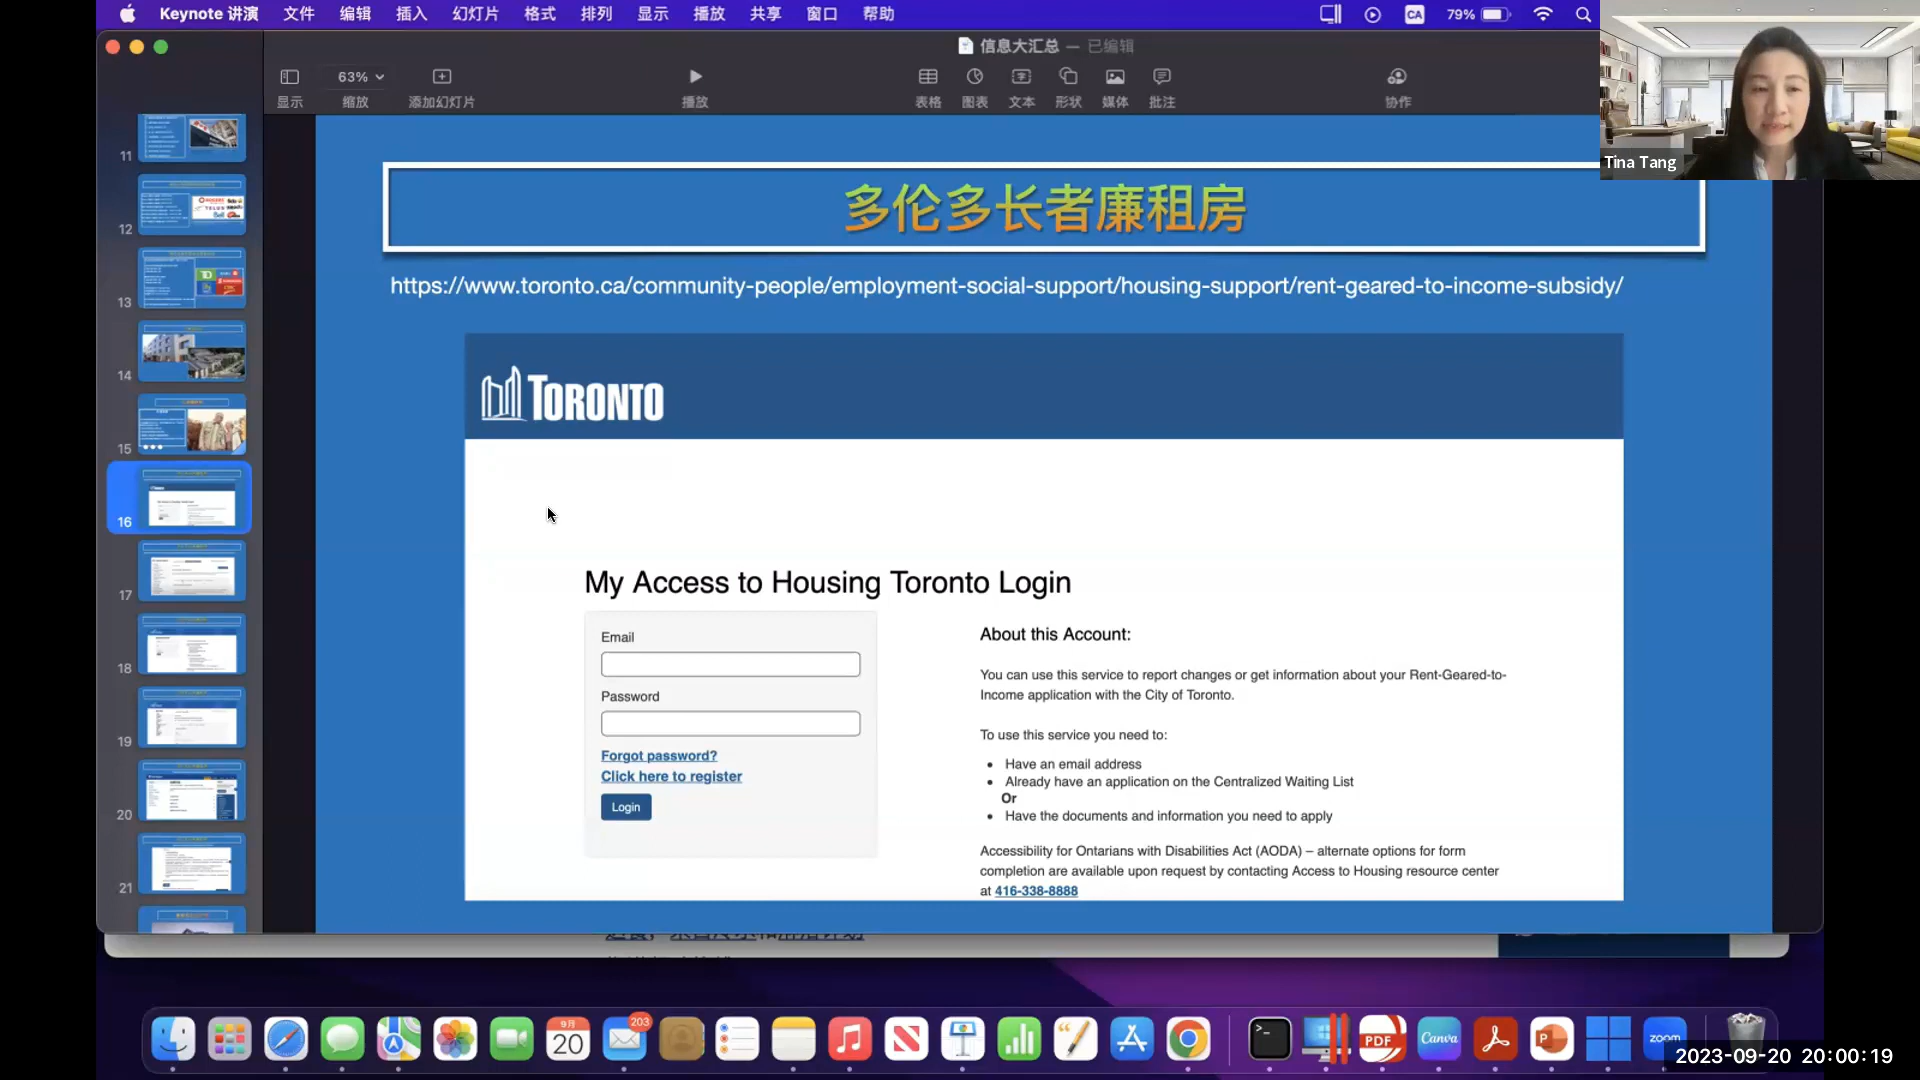 Keynote 讲演 文件 编辑 插入 幻灯片 格式 排列 显示 播放 共享 窗口 帮助 CA 79%
信息大汇总 — 已编辑
63%
显示 缩放 添加幻灯片 播放 表格 图表 文本 形状 媒体 批注 协作
Tina Tang
11
12
13
14
15
16
17
18
19
20
21
多伦多长者廉租房
https://www.toronto.ca/community-people/employment-social-support/housing-support/rent-geared-to-income-subsidy/
TORONTO
My Access to Housing Toronto Login
Email
Password
Forgot password?
Click here to register
Login
About this Account:
You can use this service to report changes or get information about your Rent-Geared-to-
Income application with the City of Toronto.
To use this service you need to:
Have an email address
Already have an application on the Centralized Waiting List
Or
Have the documents and information you need to apply
Accessibility for Ontarians with Disabilities Act (AODA) – alternate options for form
completion are available upon request by contacting Access to Housing resource center
at 416-338-8888
9月
20
203
PDF
Canva
zoom
2023-09-20 20:00:19